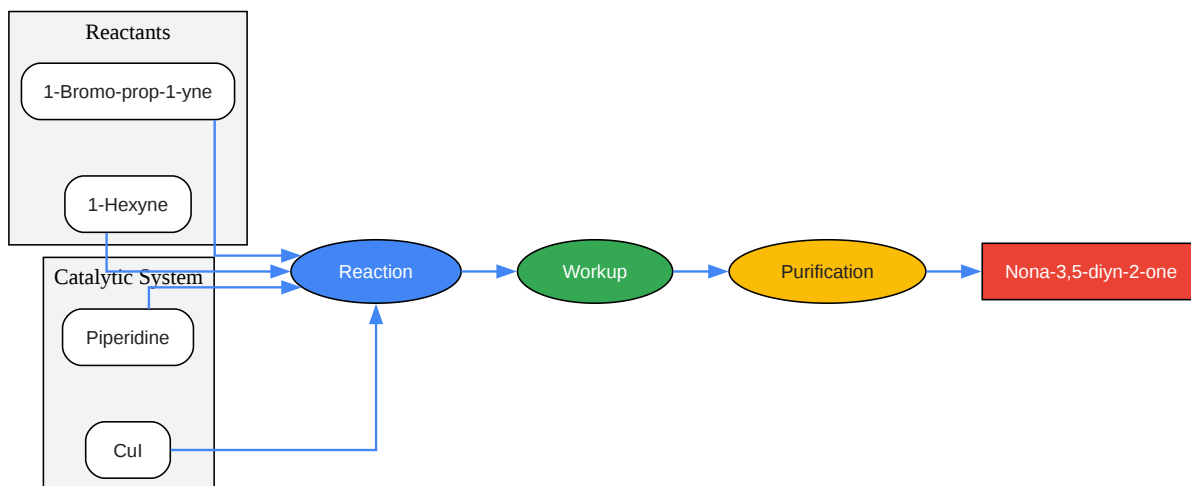 Reactants
1-Bromo-prop-1-yne
1-Hexyne
Catalytic System
Piperidine
CuI
Reaction
Workup
Purification
Nona-3,5-diyn-2-one